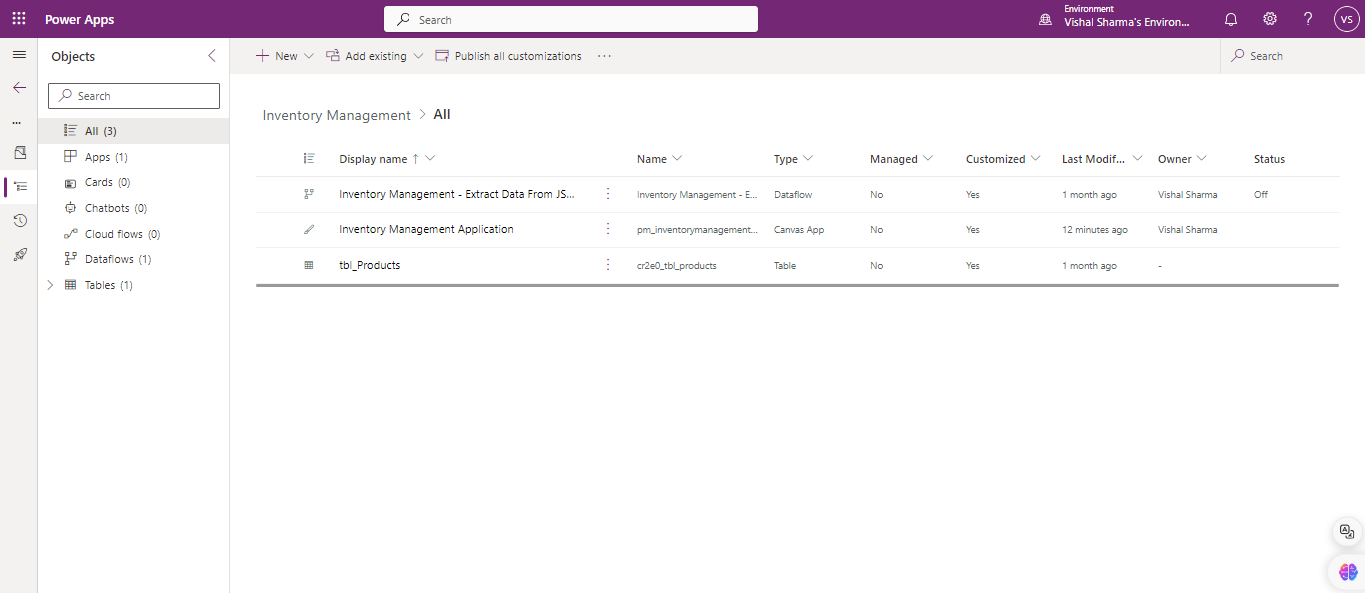 Power Apps
Search
Environment
Vishal Sharma's Environ...
?
VS
Objects
Search
All (3)
Apps (1)
Cards (0)
Chatbots (0)
Cloud flows (0)
Dataflows (1)
Tables (1)
New
Add existing
Publish all customizations
...
Search
Inventory Management > All
Display name ↑ Name Type Managed Customized Last Modif... Owner Status
Inventory Management - Extract Data From JS... Inventory Management - E... Dataflow No Yes 1 month ago Vishal Sharma Off
Inventory Management Application pm_inventorymanagement... Canvas App No Yes 12 minutes ago Vishal Sharma
tbl_Products cr2e0_tbl_products Table No Yes 1 month ago -